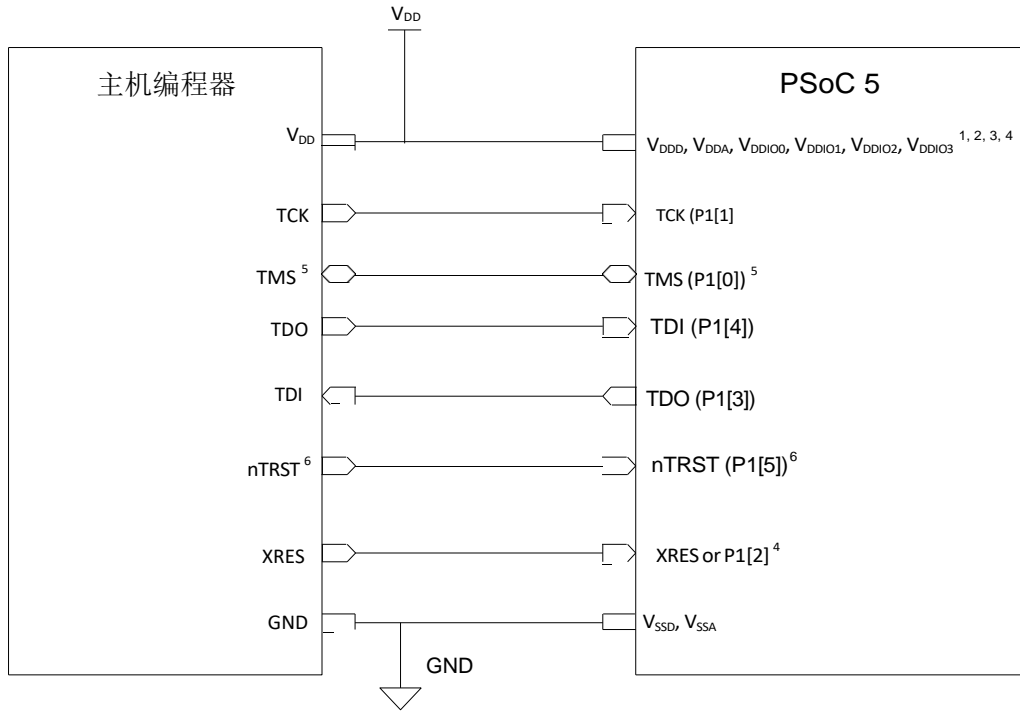 VDD
主机编程器
PSoC 5
VDD
VDDD, VDDA, VDDIO0, VDDIO1, VDDIO2, VDDIO3 1, 2, 3, 4
TCK
TCK (P1[1]
TMS 5
TMS (P1[0]) 5
TDO
TDI (P1[4])
TDI
TDO (P1[3])
nTRST 6
nTRST (P1[5]) 6
XRES
XRES or P1[2] 4
GND
VSSD, VSSA
GND